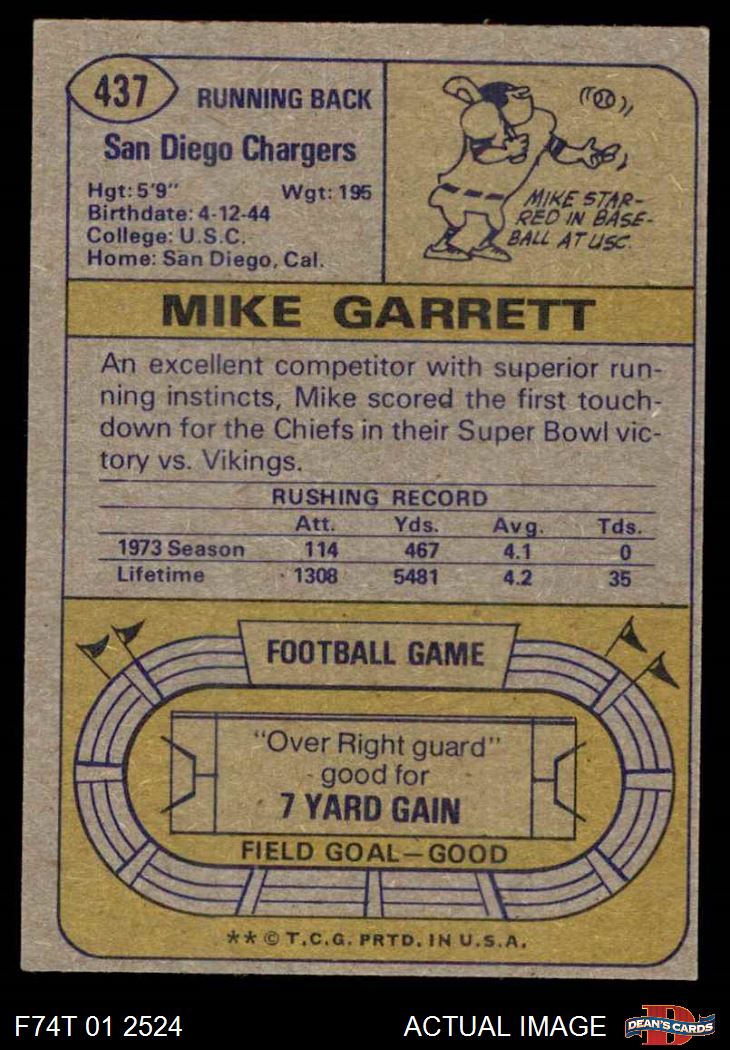 437
RUNNING BACK
San Diego Chargers
Hgt: 5'9" Wgt: 195
Birthdate: 4-12-44
College: U.S.C.
Home: San Diego, Cal.
MIKE STAR-
RED IN BASE-
BALL AT USC.
MIKE GARRETT
An excellent competitor with superior run-
ning instincts, Mike scored the first touch-
down for the Chiefs in their Super Bowl vic-
tory vs. Vikings.
RUSHING RECORD
Att. Yds. Avg. Tds.
1973 Season 114 467 4.1 0
Lifetime 1308 5481 4.2 35
FOOTBALL GAME
"Over Right guard"
good for
7 YARD GAIN
FIELD GOAL—GOOD
** © T.C.G. PRTD. IN U.S.A.
F74T 01 2524 ACTUAL IMAGE
D
DEAN'S CARDS